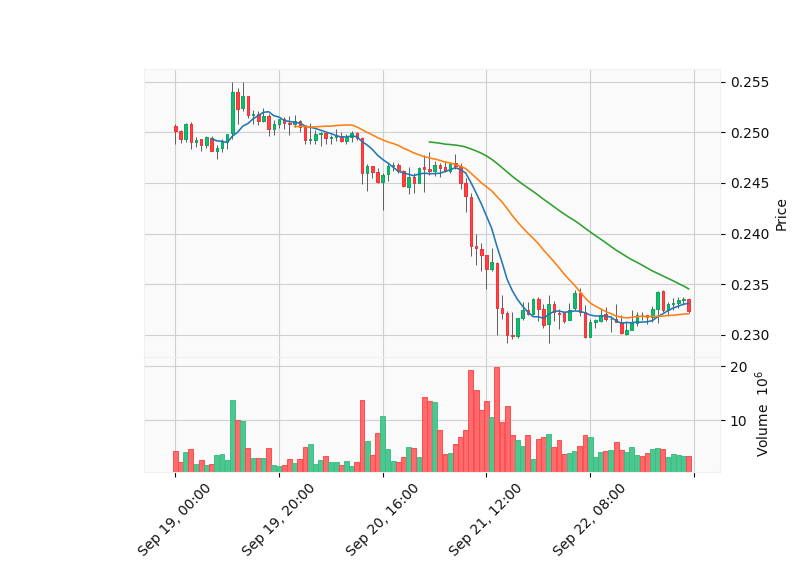 0.255
0.250
0.245
0.240
0.235
0.230
Price
20
10
Volume 10^6
Sep 19, 00:00
Sep 19, 20:00
Sep 20, 16:00
Sep 21, 12:00
Sep 22, 08:00